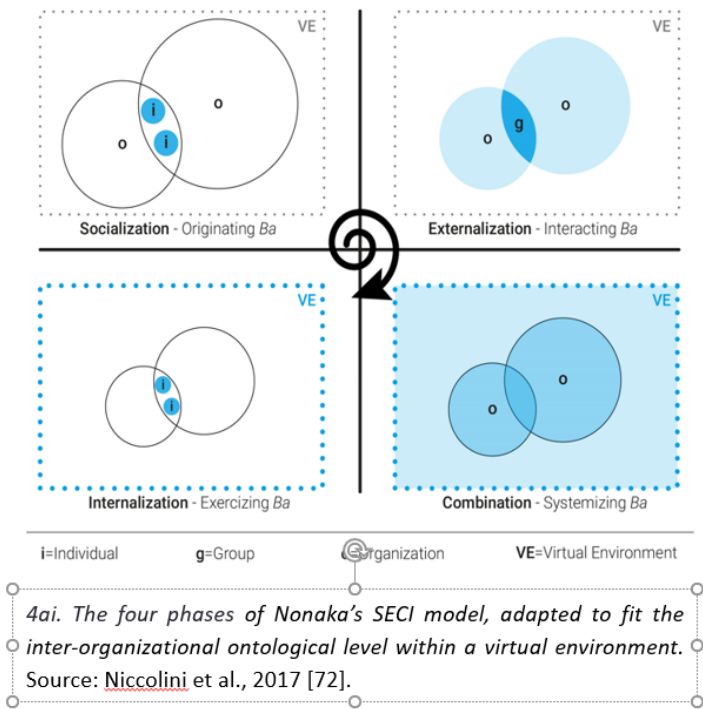 VE
VE
i
i
o
o
g
o
o
Socialization - Originating Ba
Externalization - Interacting Ba
VE
VE
i
i
o
o
Internalization - Exercizing Ba
Combination - Systemizing Ba
i=Individual
g=Group
rganization
VE=Virtual Environment
4ai. The four phases of Nonaka's SECI model, adapted to fit the
inter-organizational ontological level within a virtual environment.
Source: Niccolini et al., 2017 [72].